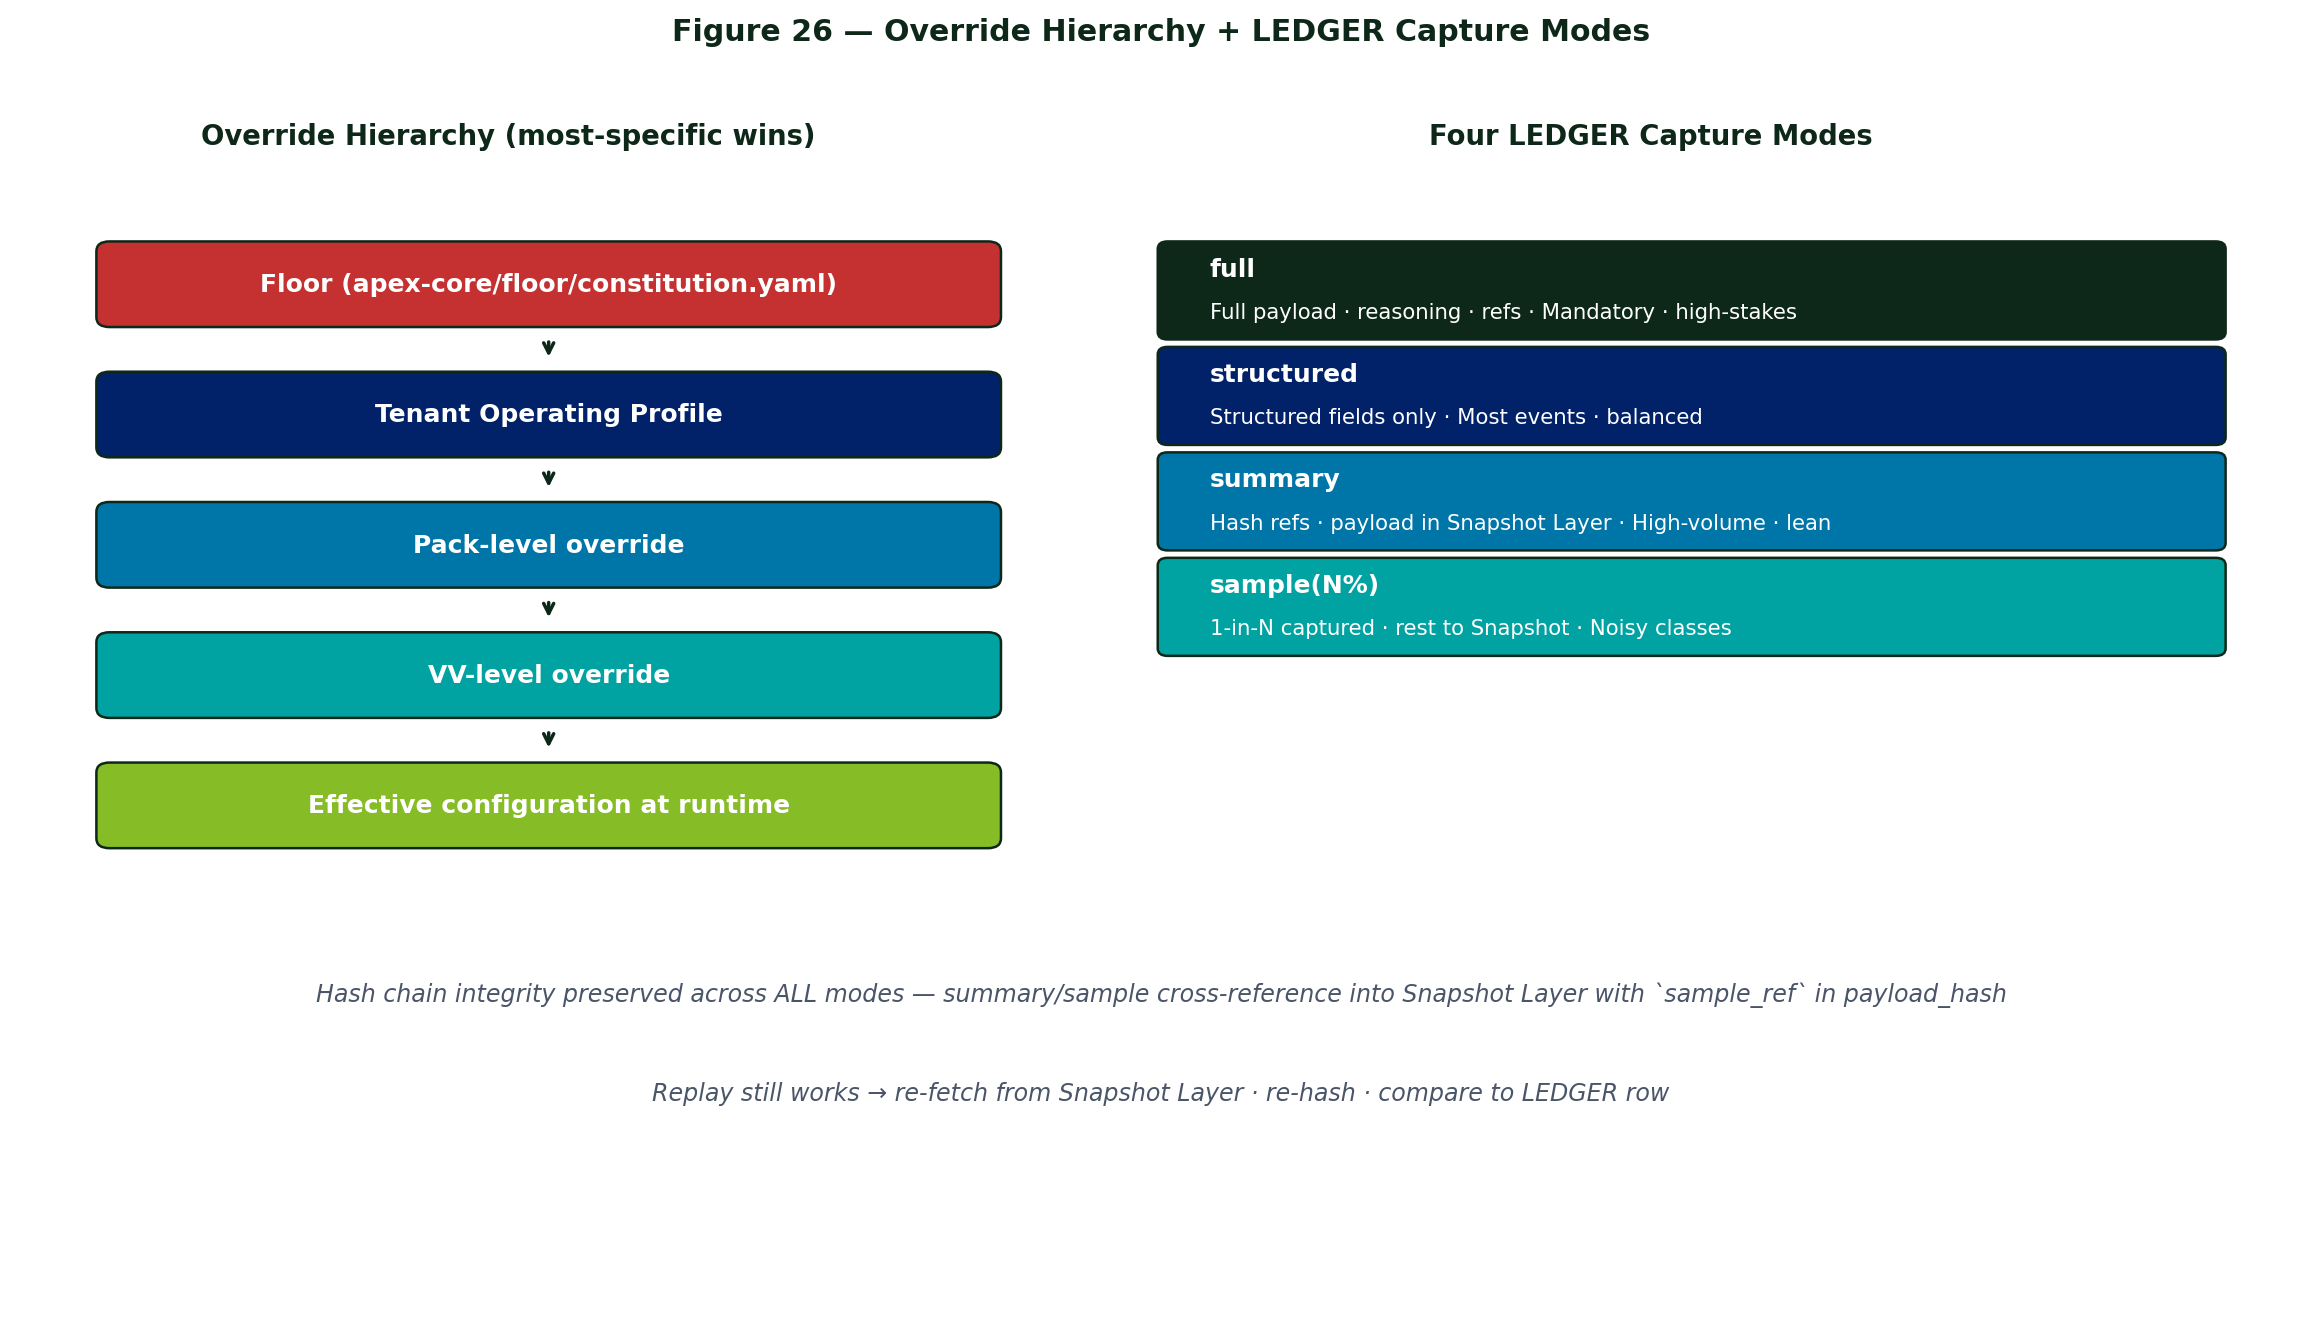 Figure 26 — Override Hierarchy + LEDGER Capture Modes
Override Hierarchy (most-specific wins)
Floor (apex-core/floor/constitution.yaml)
Tenant Operating Profile
Pack-level override
VV-level override
Effective configuration at runtime
Four LEDGER Capture Modes
full
Full payload · reasoning · refs · Mandatory · high-stakes
structured
Structured fields only · Most events · balanced
summary
Hash refs · payload in Snapshot Layer · High-volume · lean
sample(N%)
1-in-N captured · rest to Snapshot · Noisy classes
Hash chain integrity preserved across ALL modes — summary/sample cross-reference into Snapshot Layer with `sample_ref` in payload_hash
Replay still works → re-fetch from Snapshot Layer · re-hash · compare to LEDGER row